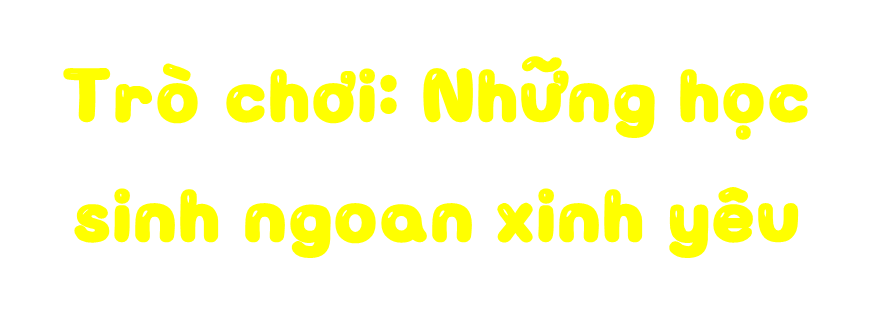 Trò chơi: Những học
sinh ngoan xinh yêu